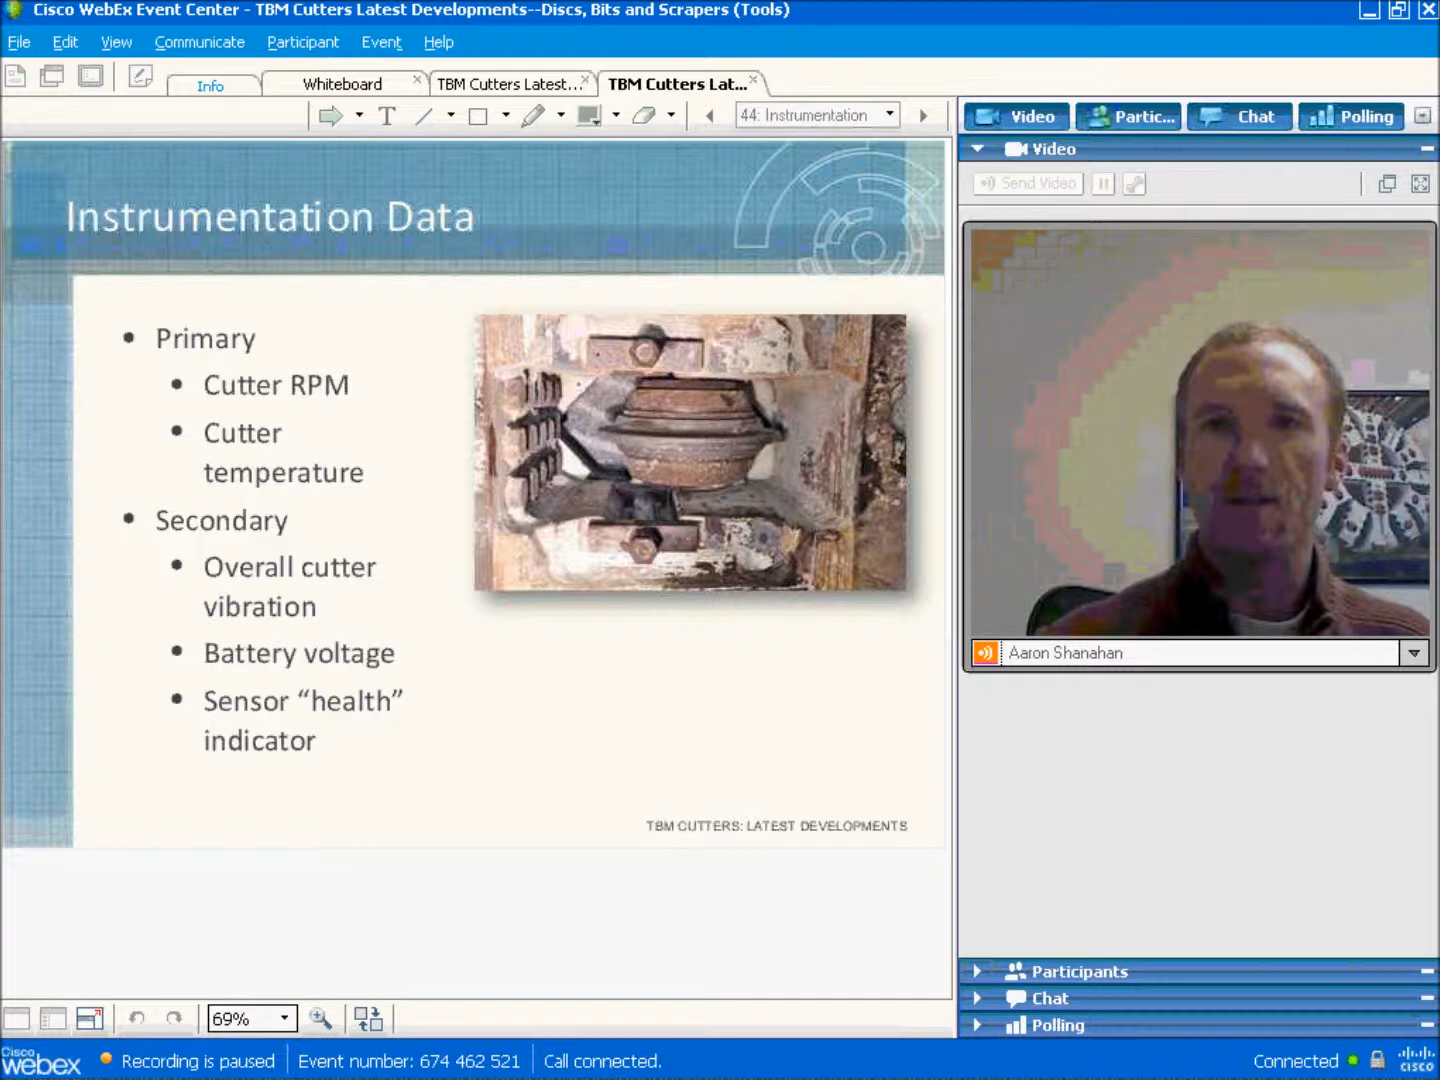 Cisco WebEx Event Center - TBM Cutters Latest Developments--Discs, Bits and Scrapers (Tools)
File Edit View Communicate Participant Event Help
Info Whiteboard TBM Cutters Latest... TBM Cutters Lat...
T 44: Instrumentation
Video Partic... Chat Polling
Video
Send Video
Instrumentation Data
• Primary
• Cutter RPM
• Cutter
temperature
• Secondary
• Overall cutter
vibration
• Battery voltage
• Sensor “health”
indicator
TBM CUTTERS: LATEST DEVELOPMENTS
Aaron Shanahan
Participants
Chat
Polling
69%
Cisco webex Recording is paused Event number: 674 462 521 Call connected. Connected CISCO